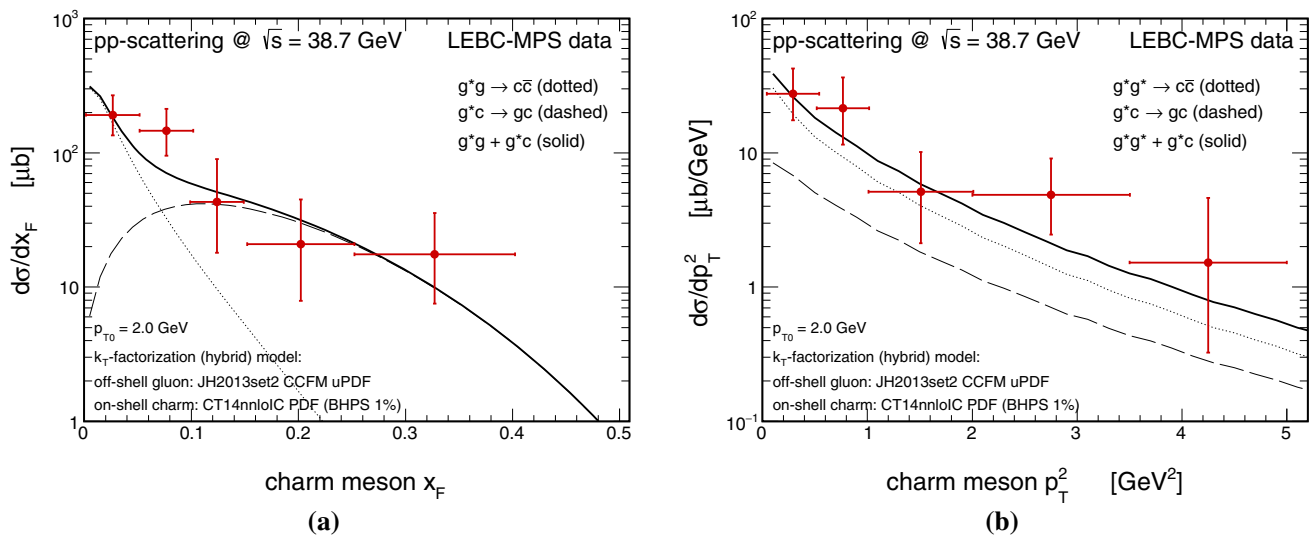 pp-scattering @ √s = 38.7 GeV LEBC-MPS data
g*g → cc̄ (dotted)
g*c → gc (dashed)
g*g + g*c (solid)
p_T0 = 2.0 GeV
k_T-factorization (hybrid) model:
off-shell gluon: JH2013set2 CCFM uPDF
on-shell charm: CT14nnloIC PDF (BHPS 1%)
dσ/dx_F [μb]
10³
10²
10
1
0 0.1 0.2 0.3 0.4 0.5
charm meson x_F
(a)
pp-scattering @ √s = 38.7 GeV LEBC-MPS data
g*g* → cc̄ (dotted)
g*c → gc (dashed)
g*g* + g*c (solid)
p_T0 = 2.0 GeV
k_T-factorization (hybrid) model:
off-shell gluon: JH2013set2 CCFM uPDF
on-shell charm: CT14nnloIC PDF (BHPS 1%)
dσ/dp_T² [μb/GeV]
10²
10
1
10⁻¹
0 1 2 3 4 5
charm meson p_T² [GeV²]
(b)